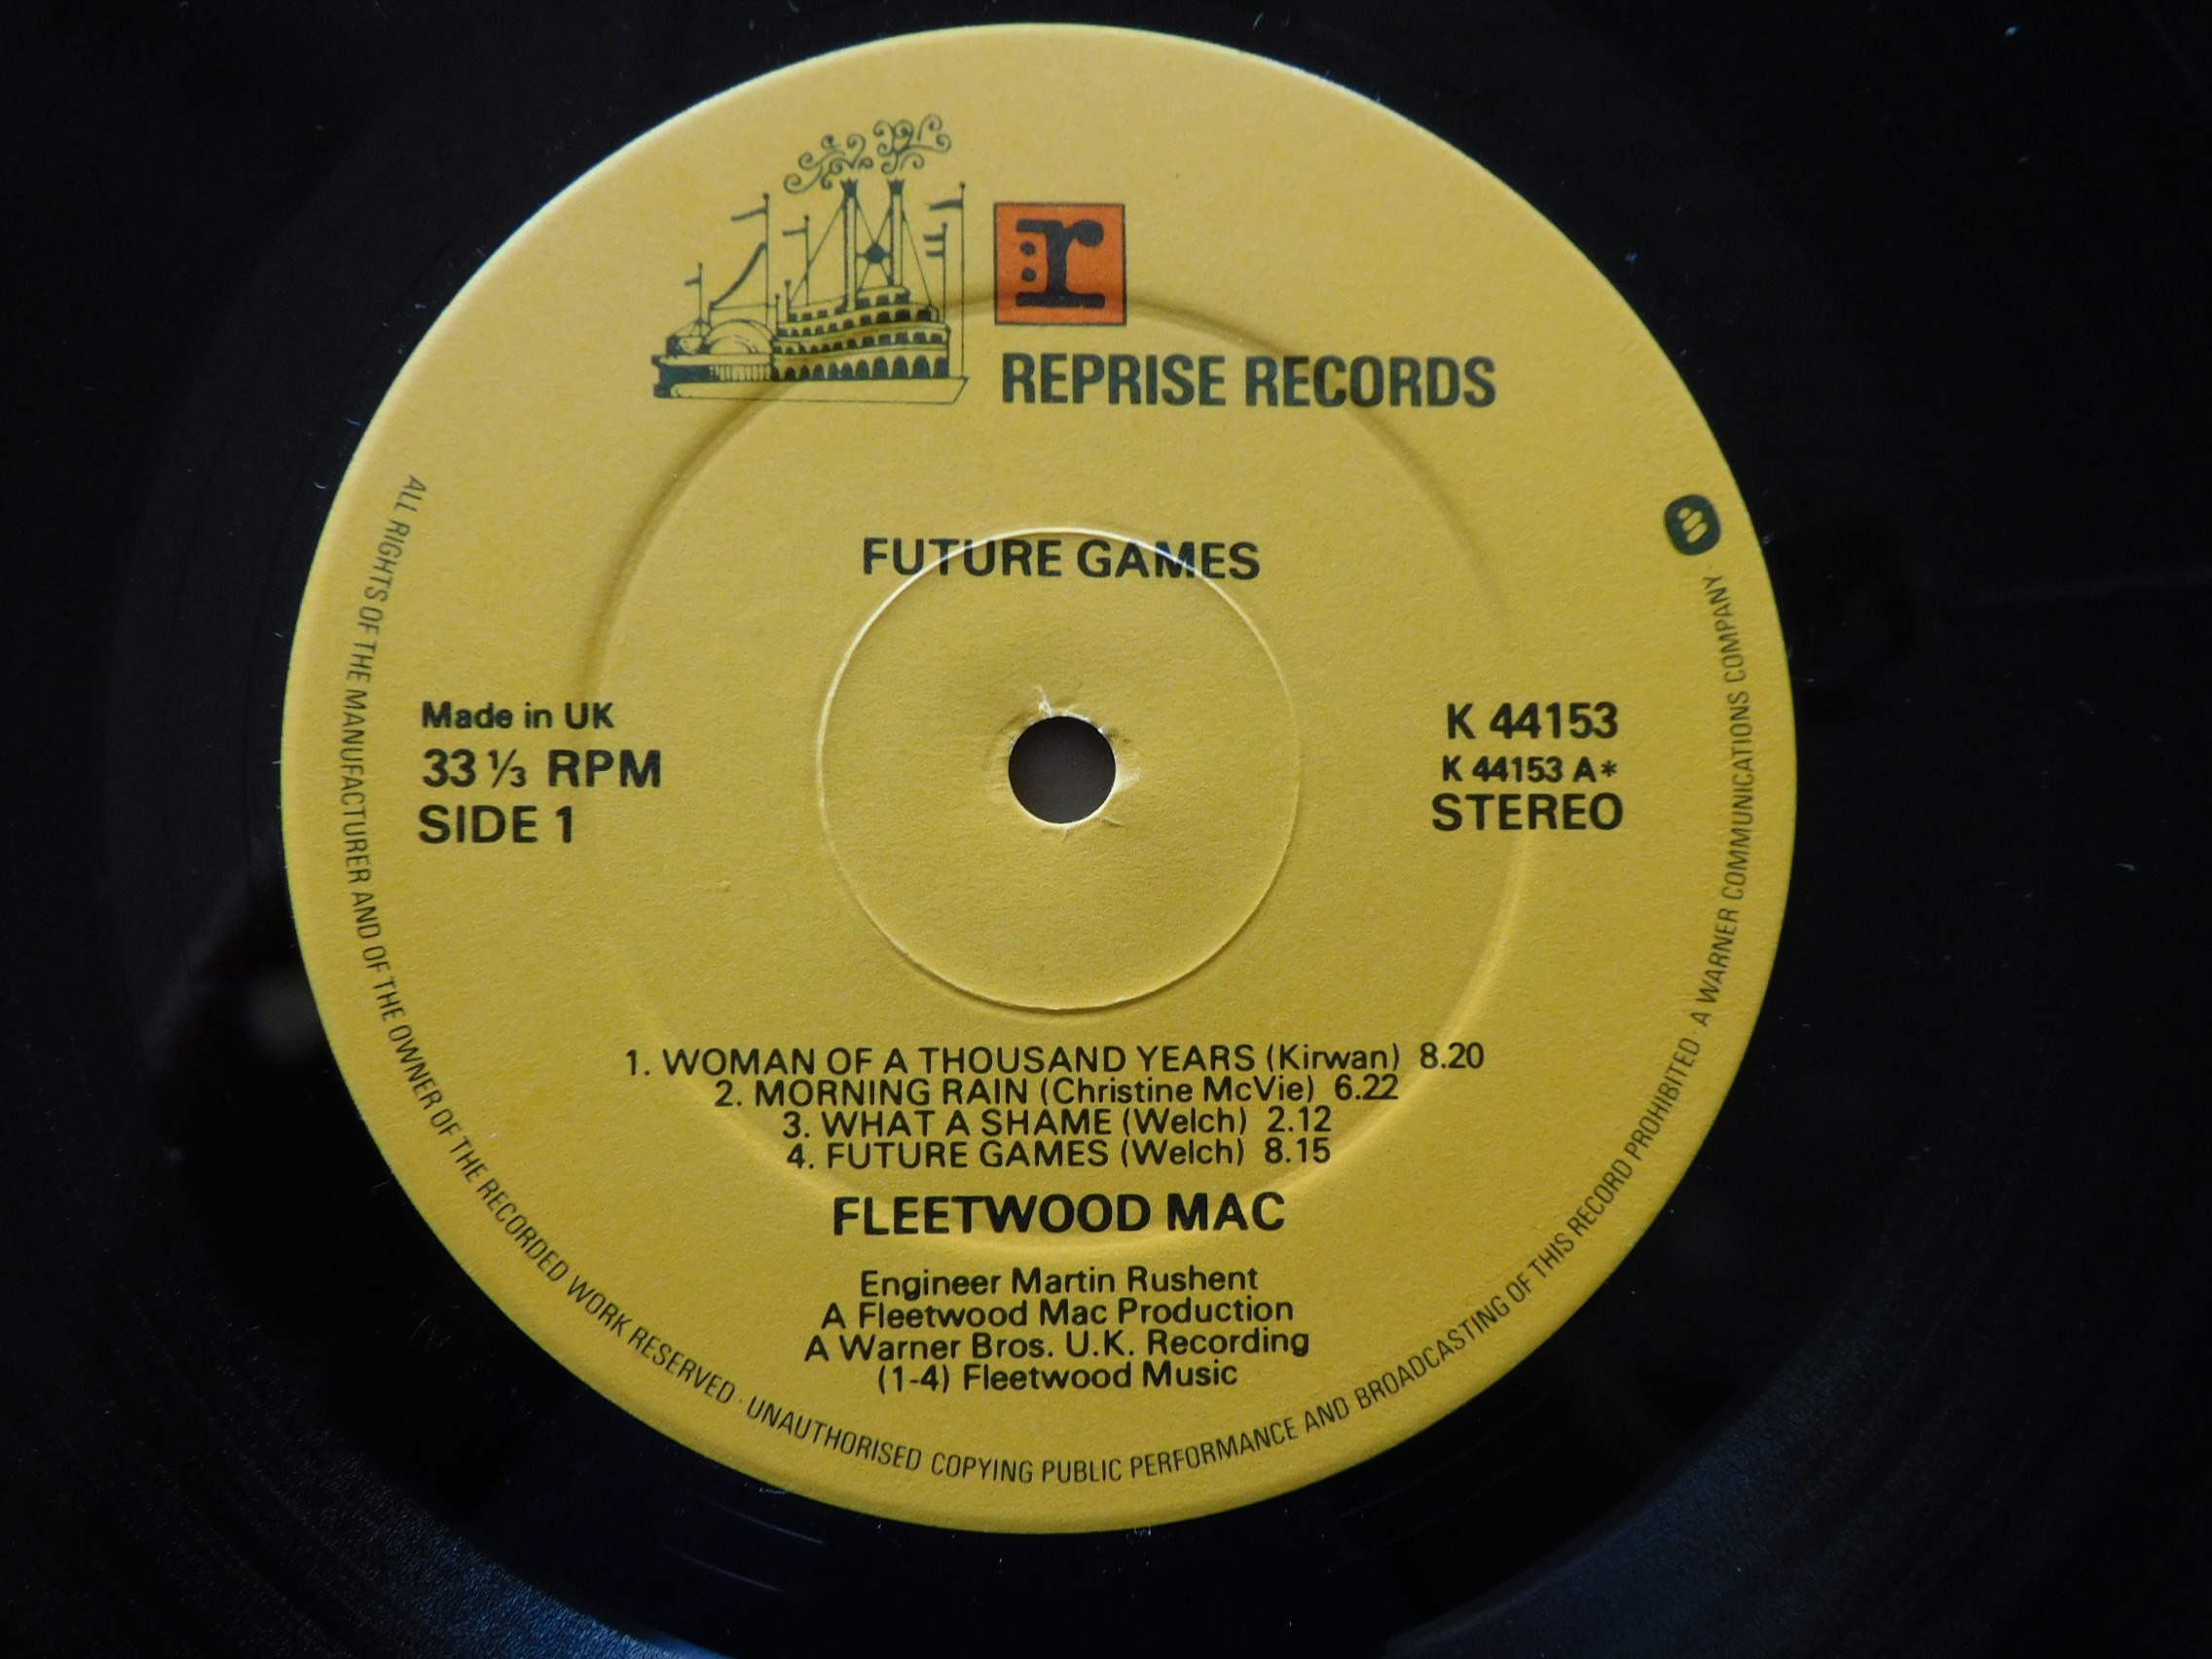 r
REPRISE RECORDS
FUTURE GAMES
Made in UK
33 ⅓ RPM
SIDE 1
K 44153
K 44153 A*
STEREO
1. WOMAN OF A THOUSAND YEARS (Kirwan) 8.20
2. MORNING RAIN (Christine McVie) 6.22
3. WHAT A SHAME (Welch) 2.12
4. FUTURE GAMES (Welch) 8.15
FLEETWOOD MAC
Engineer Martin Rushent
A Fleetwood Mac Production
A Warner Bros. U.K. Recording
(1-4) Fleetwood Music
ALL RIGHTS OF THE MANUFACTURER AND OF THE OWNER OF THE RECORDED WORK RESERVED · UNAUTHORISED COPYING PUBLIC PERFORMANCE AND BROADCASTING OF THIS RECORD PROHIBITED · A WARNER COMMUNICATIONS COMPANY ·